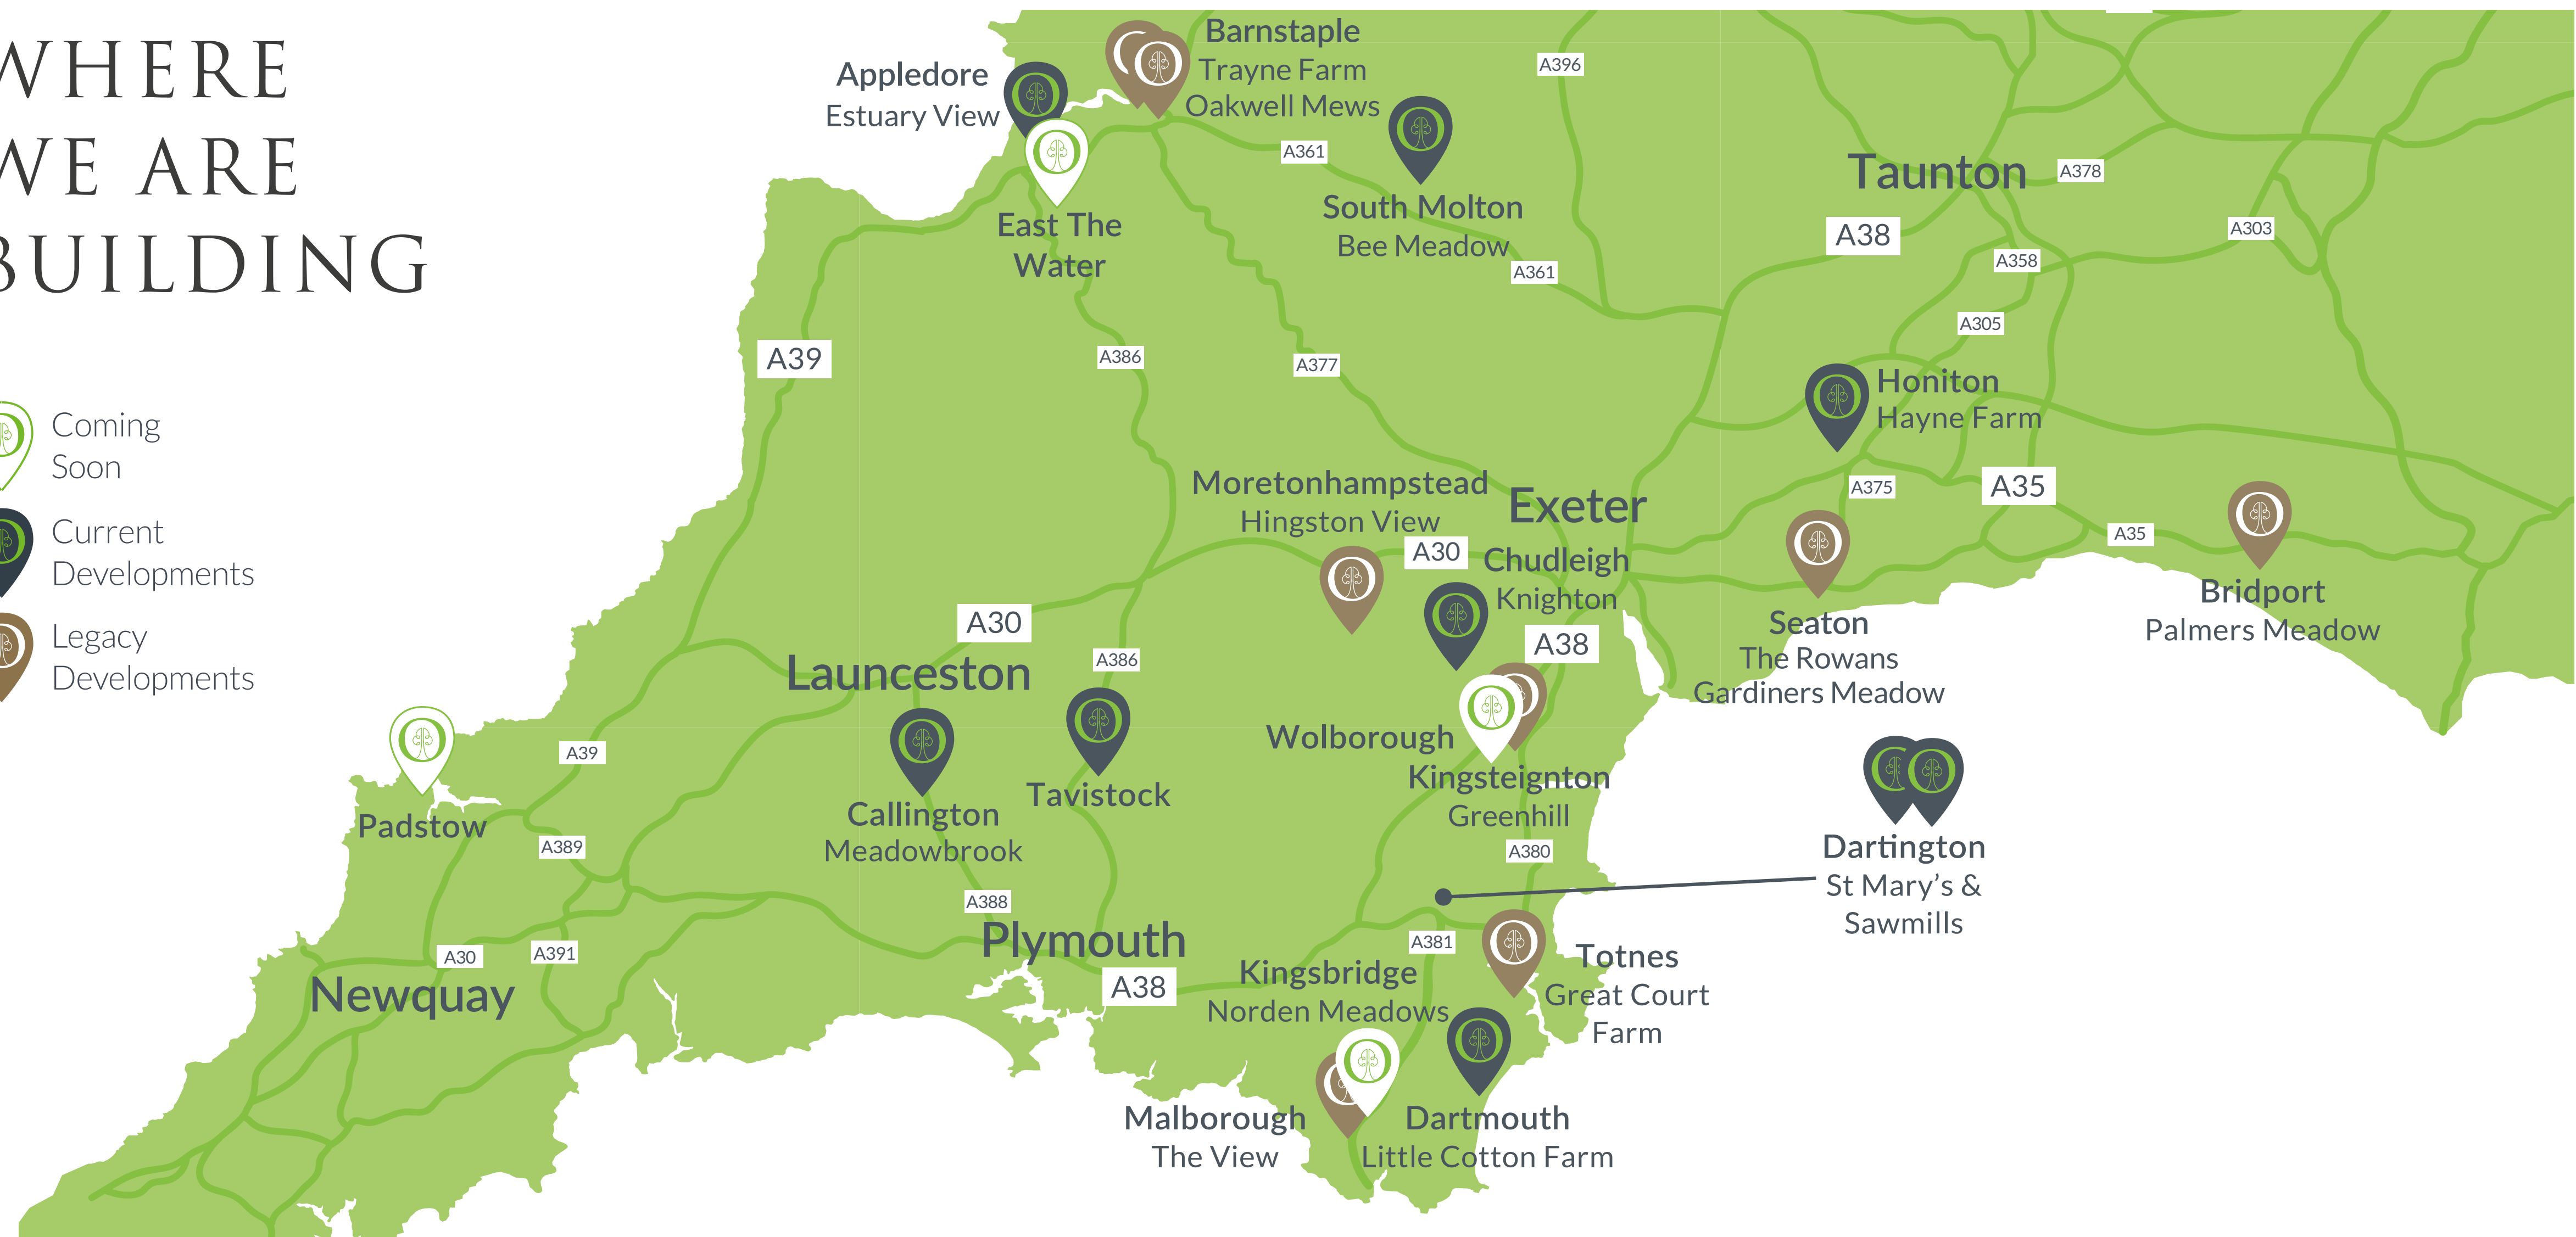 WHERE
WE ARE
BUILDING
Coming
Soon
Current
Developments
Legacy
Developments
Appledore
Estuary View
Barnstaple
Trayne Farm
Oakwell Mews
A396
A361
South Molton
Bee Meadow
A361
East The
Water
Taunton
A378
A38
A303
A358
A305
A39
A386
A377
Honiton
Hayne Farm
Moretonhampstead
Hingston View
Exeter
A375
A35
A35
A30
Chudleigh
Knighton
Bridport
Palmers Meadow
A30
A38
Seaton
The Rowans
Gardiners Meadow
Launceston
A386
Wolborough
Kingsteignton
Greenhill
A39
Padstow
Callington
Meadowbrook
Tavistock
A389
A380
Dartington
St Mary’s &
Sawmills
A388
Plymouth
A38
A381
A30
A391
Newquay
Kingsbridge
Norden Meadows
Totnes
Great Court
Farm
Malborough
The View
Dartmouth
Little Cotton Farm